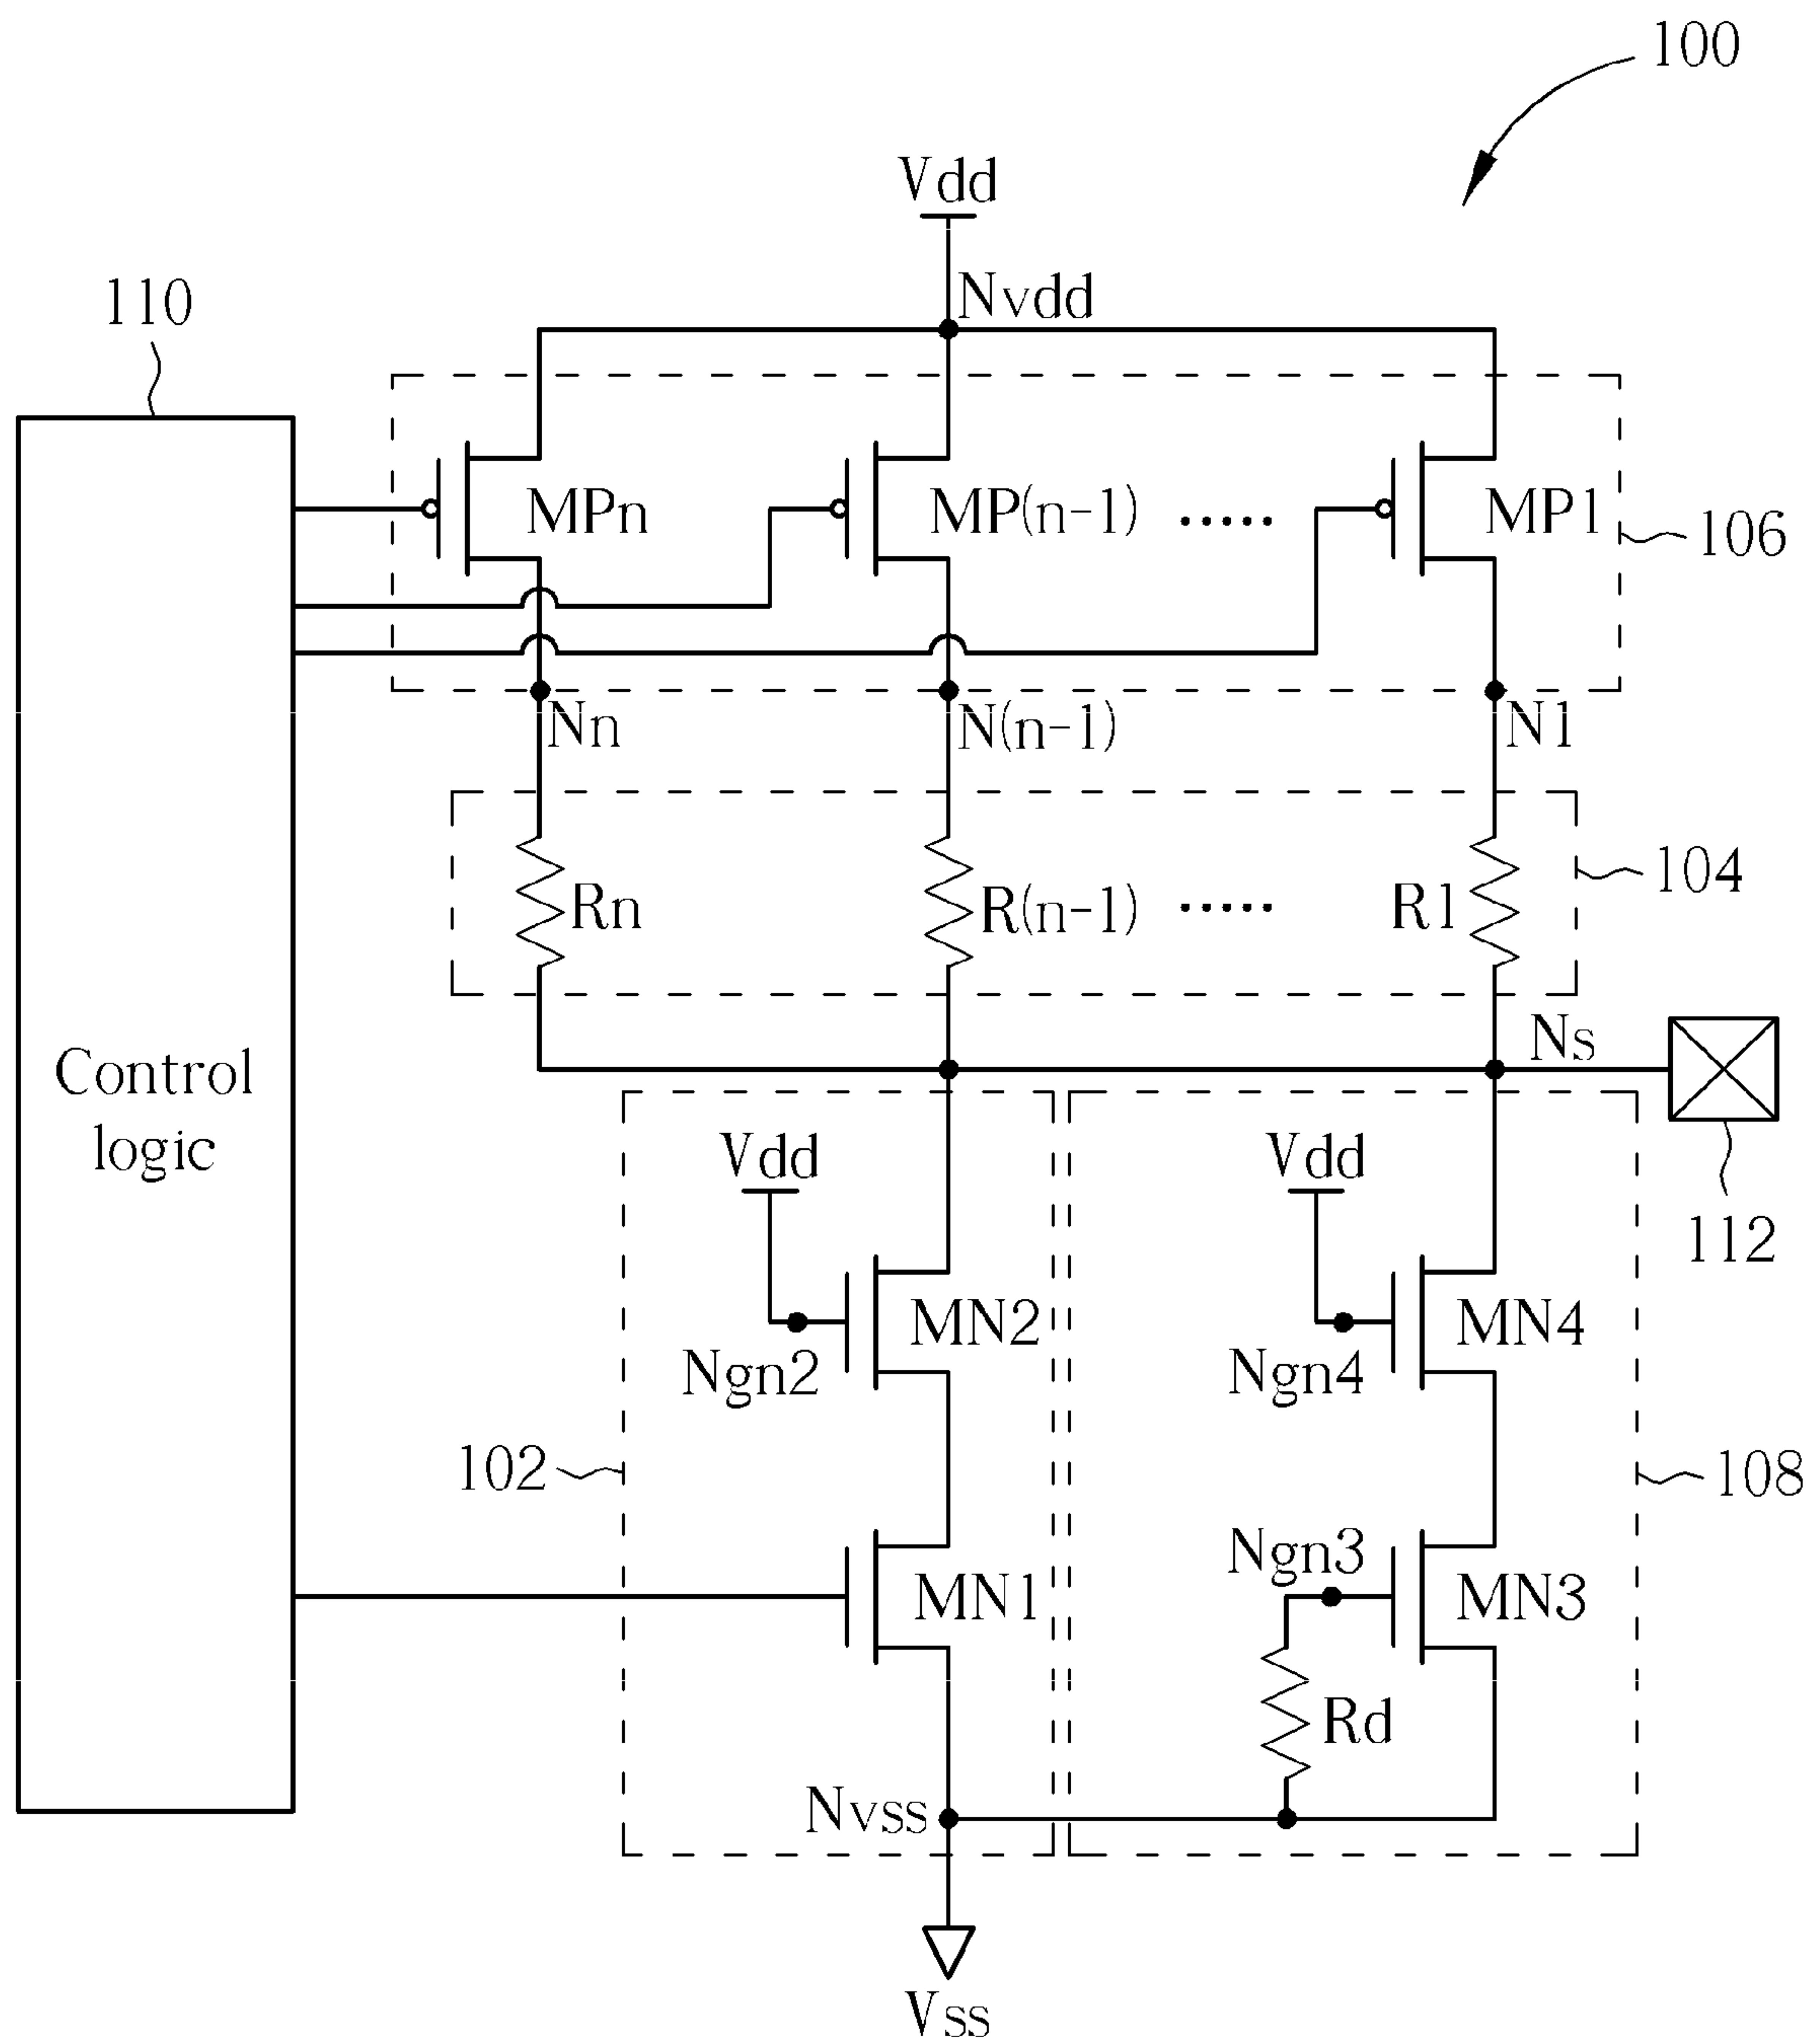 100
Vdd
Nvdd
110
MPn
MP(n-1)
.....
MP1
106
Nn
N(n-1)
N1
Rn
R(n-1)
.....
R1
104
Ns
Control
logic
Vdd
Vdd
112
MN2
MN4
Ngn2
Ngn4
102
108
Ngn3
MN1
MN3
Rd
Nvss
Vss